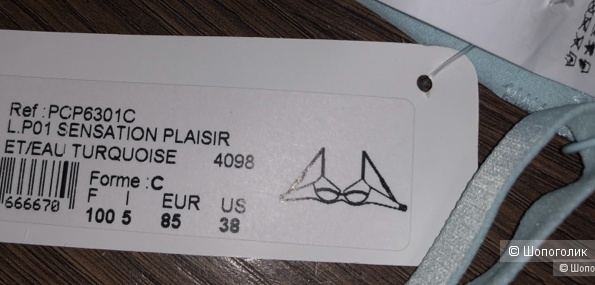 Ref :PCP6301C
L.P01 SENSATION PLAISIR
ET/EAU TURQUOISE 4098
Forme :C
F I EUR US
100 5 85 38
666670
© Шопоголик
© Шопо